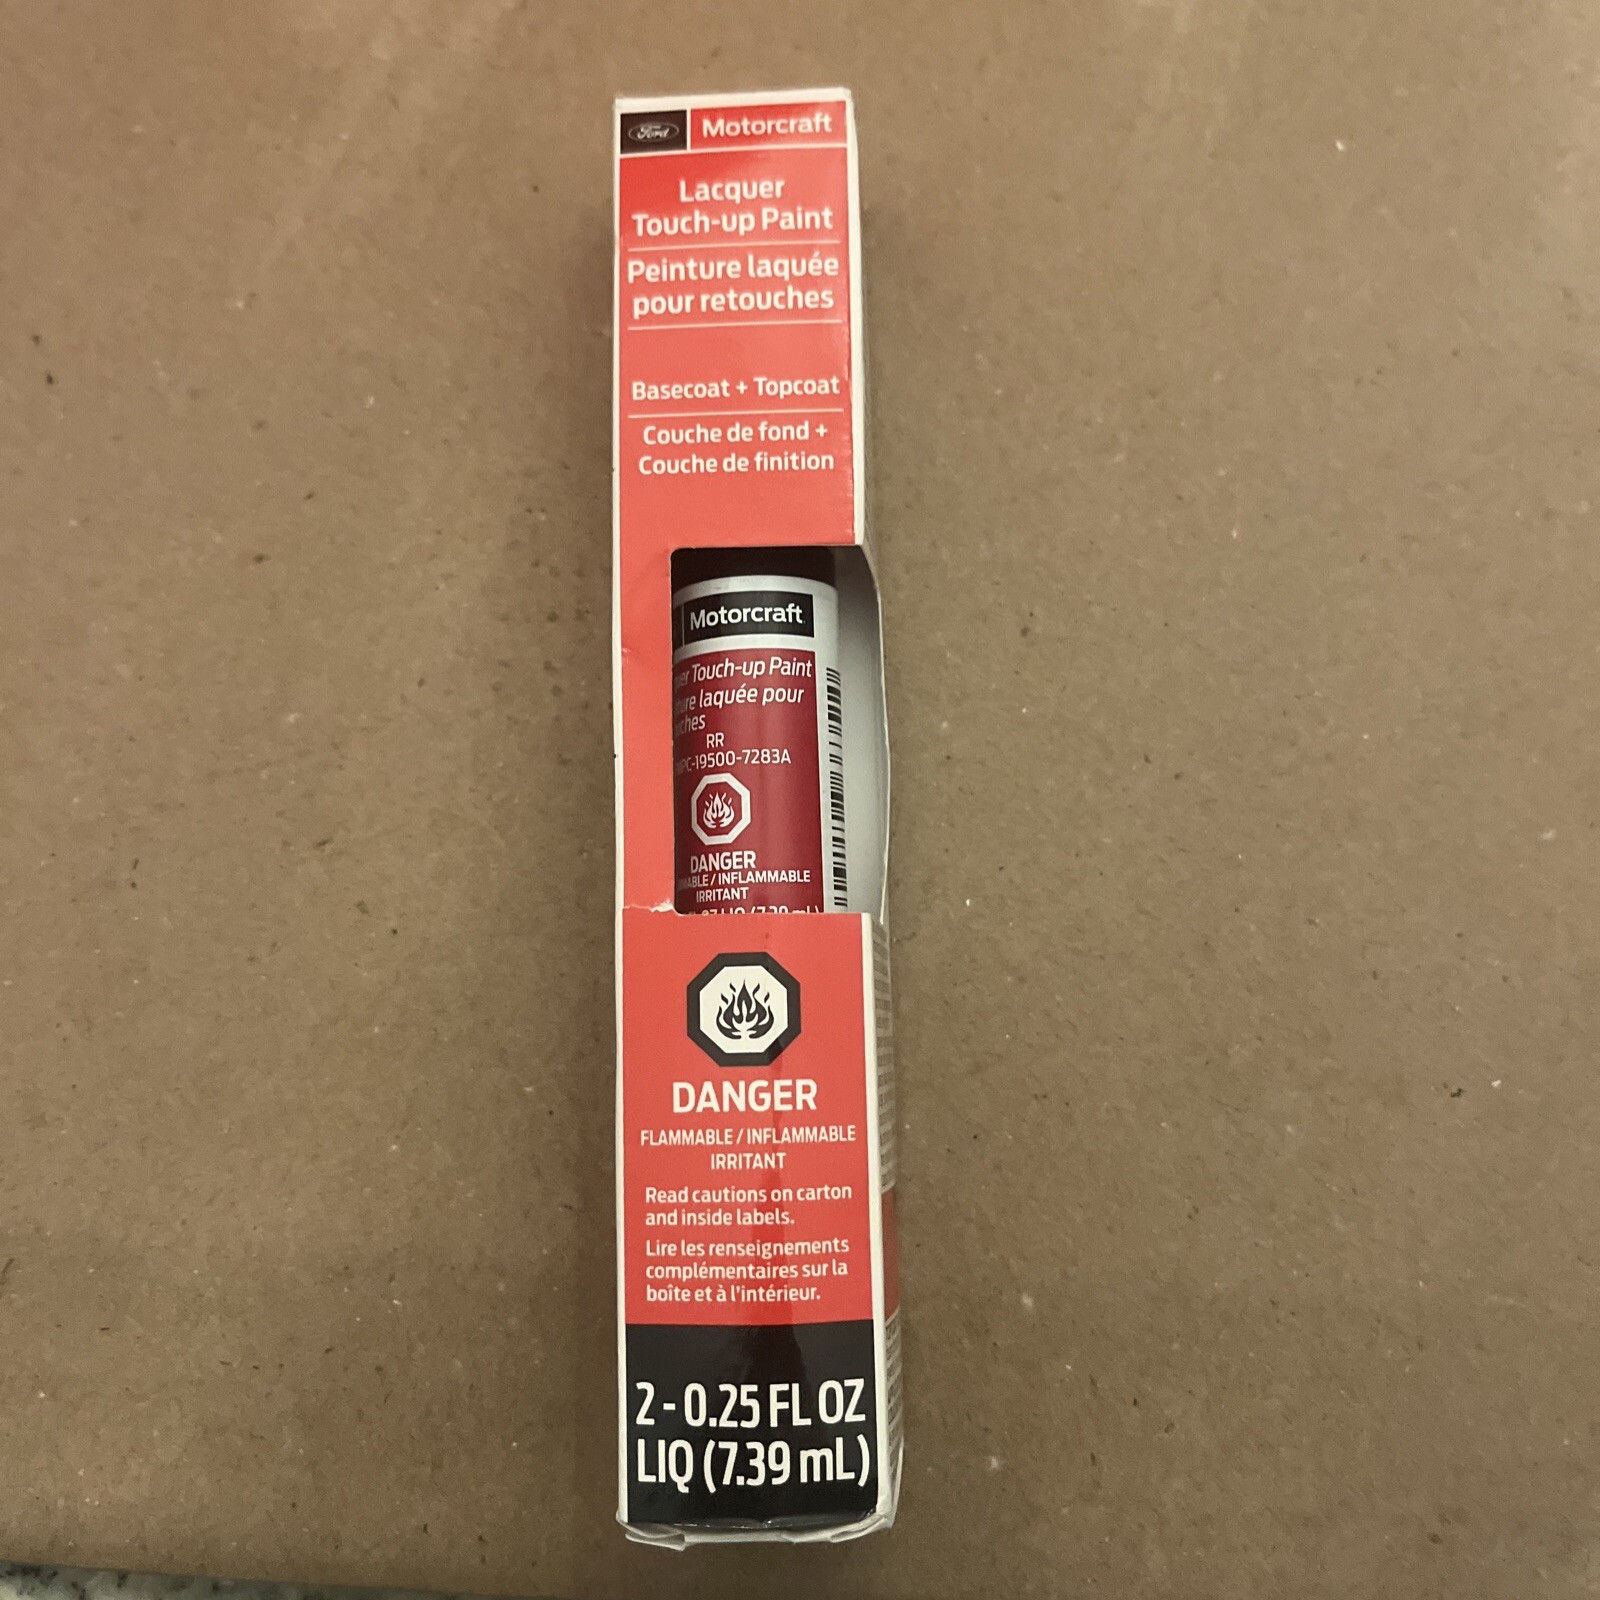 Ford Motorcraft
Lacquer
Touch-up Paint
Peinture laquée
pour retouches
Basecoat + Topcoat
Couche de fond +
Couche de finition
Motorcraft
Touch-up Paint
laquée pour
RR
-19500-7283A
DANGER
/ INFLAMMABLE
IRRITANT
DANGER
FLAMMABLE / INFLAMMABLE
IRRITANT
Read cautions on carton
and inside labels.
Lire les renseignements
complémentaires sur la
boîte et à l'intérieur.
2 - 0.25 FL OZ
LIQ (7.39 mL)